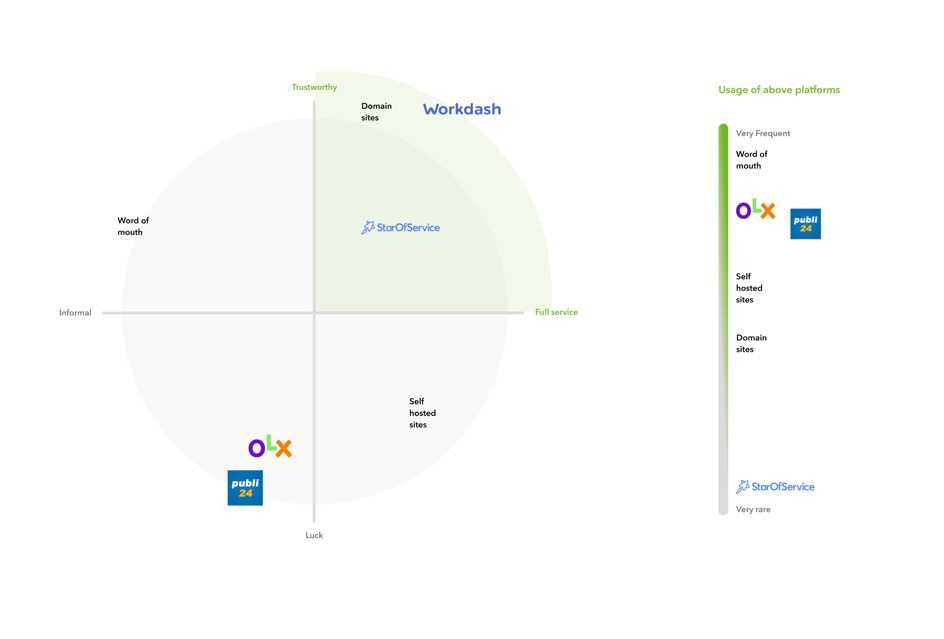 Trustworthy
Domain
sites
Workdash
Word of
mouth
StarOfService
Informal
Full service
Self
hosted
sites
OLX
publi
24
Luck
Usage of above platforms
Very Frequent
Word of
mouth
OLX
publi
24
Self
hosted
sites
Domain
sites
StarOfService
Very rare